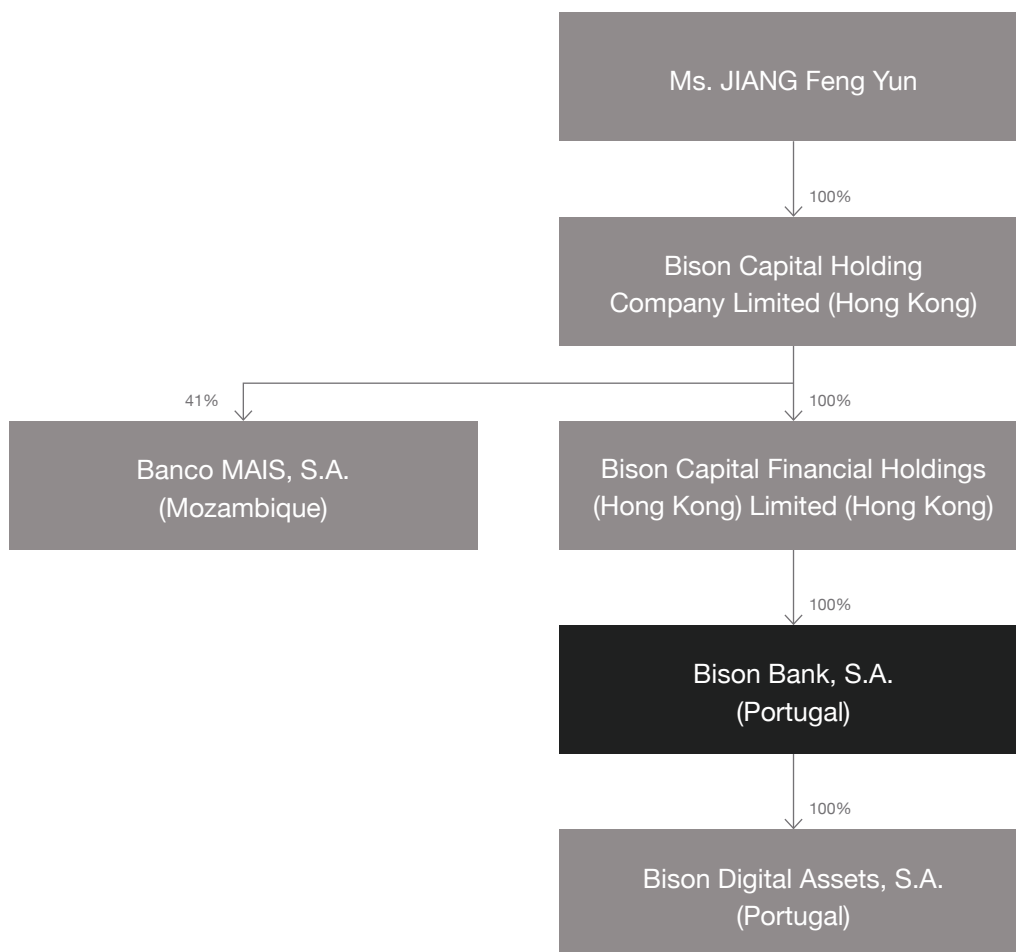 Ms. JIANG Feng Yun
100%
Bison Capital Holding
Company Limited (Hong Kong)
41%
100%
Banco MAIS, S.A.
(Mozambique)
Bison Capital Financial Holdings
(Hong Kong) Limited (Hong Kong)
100%
Bison Bank, S.A.
(Portugal)
100%
Bison Digital Assets, S.A.
(Portugal)